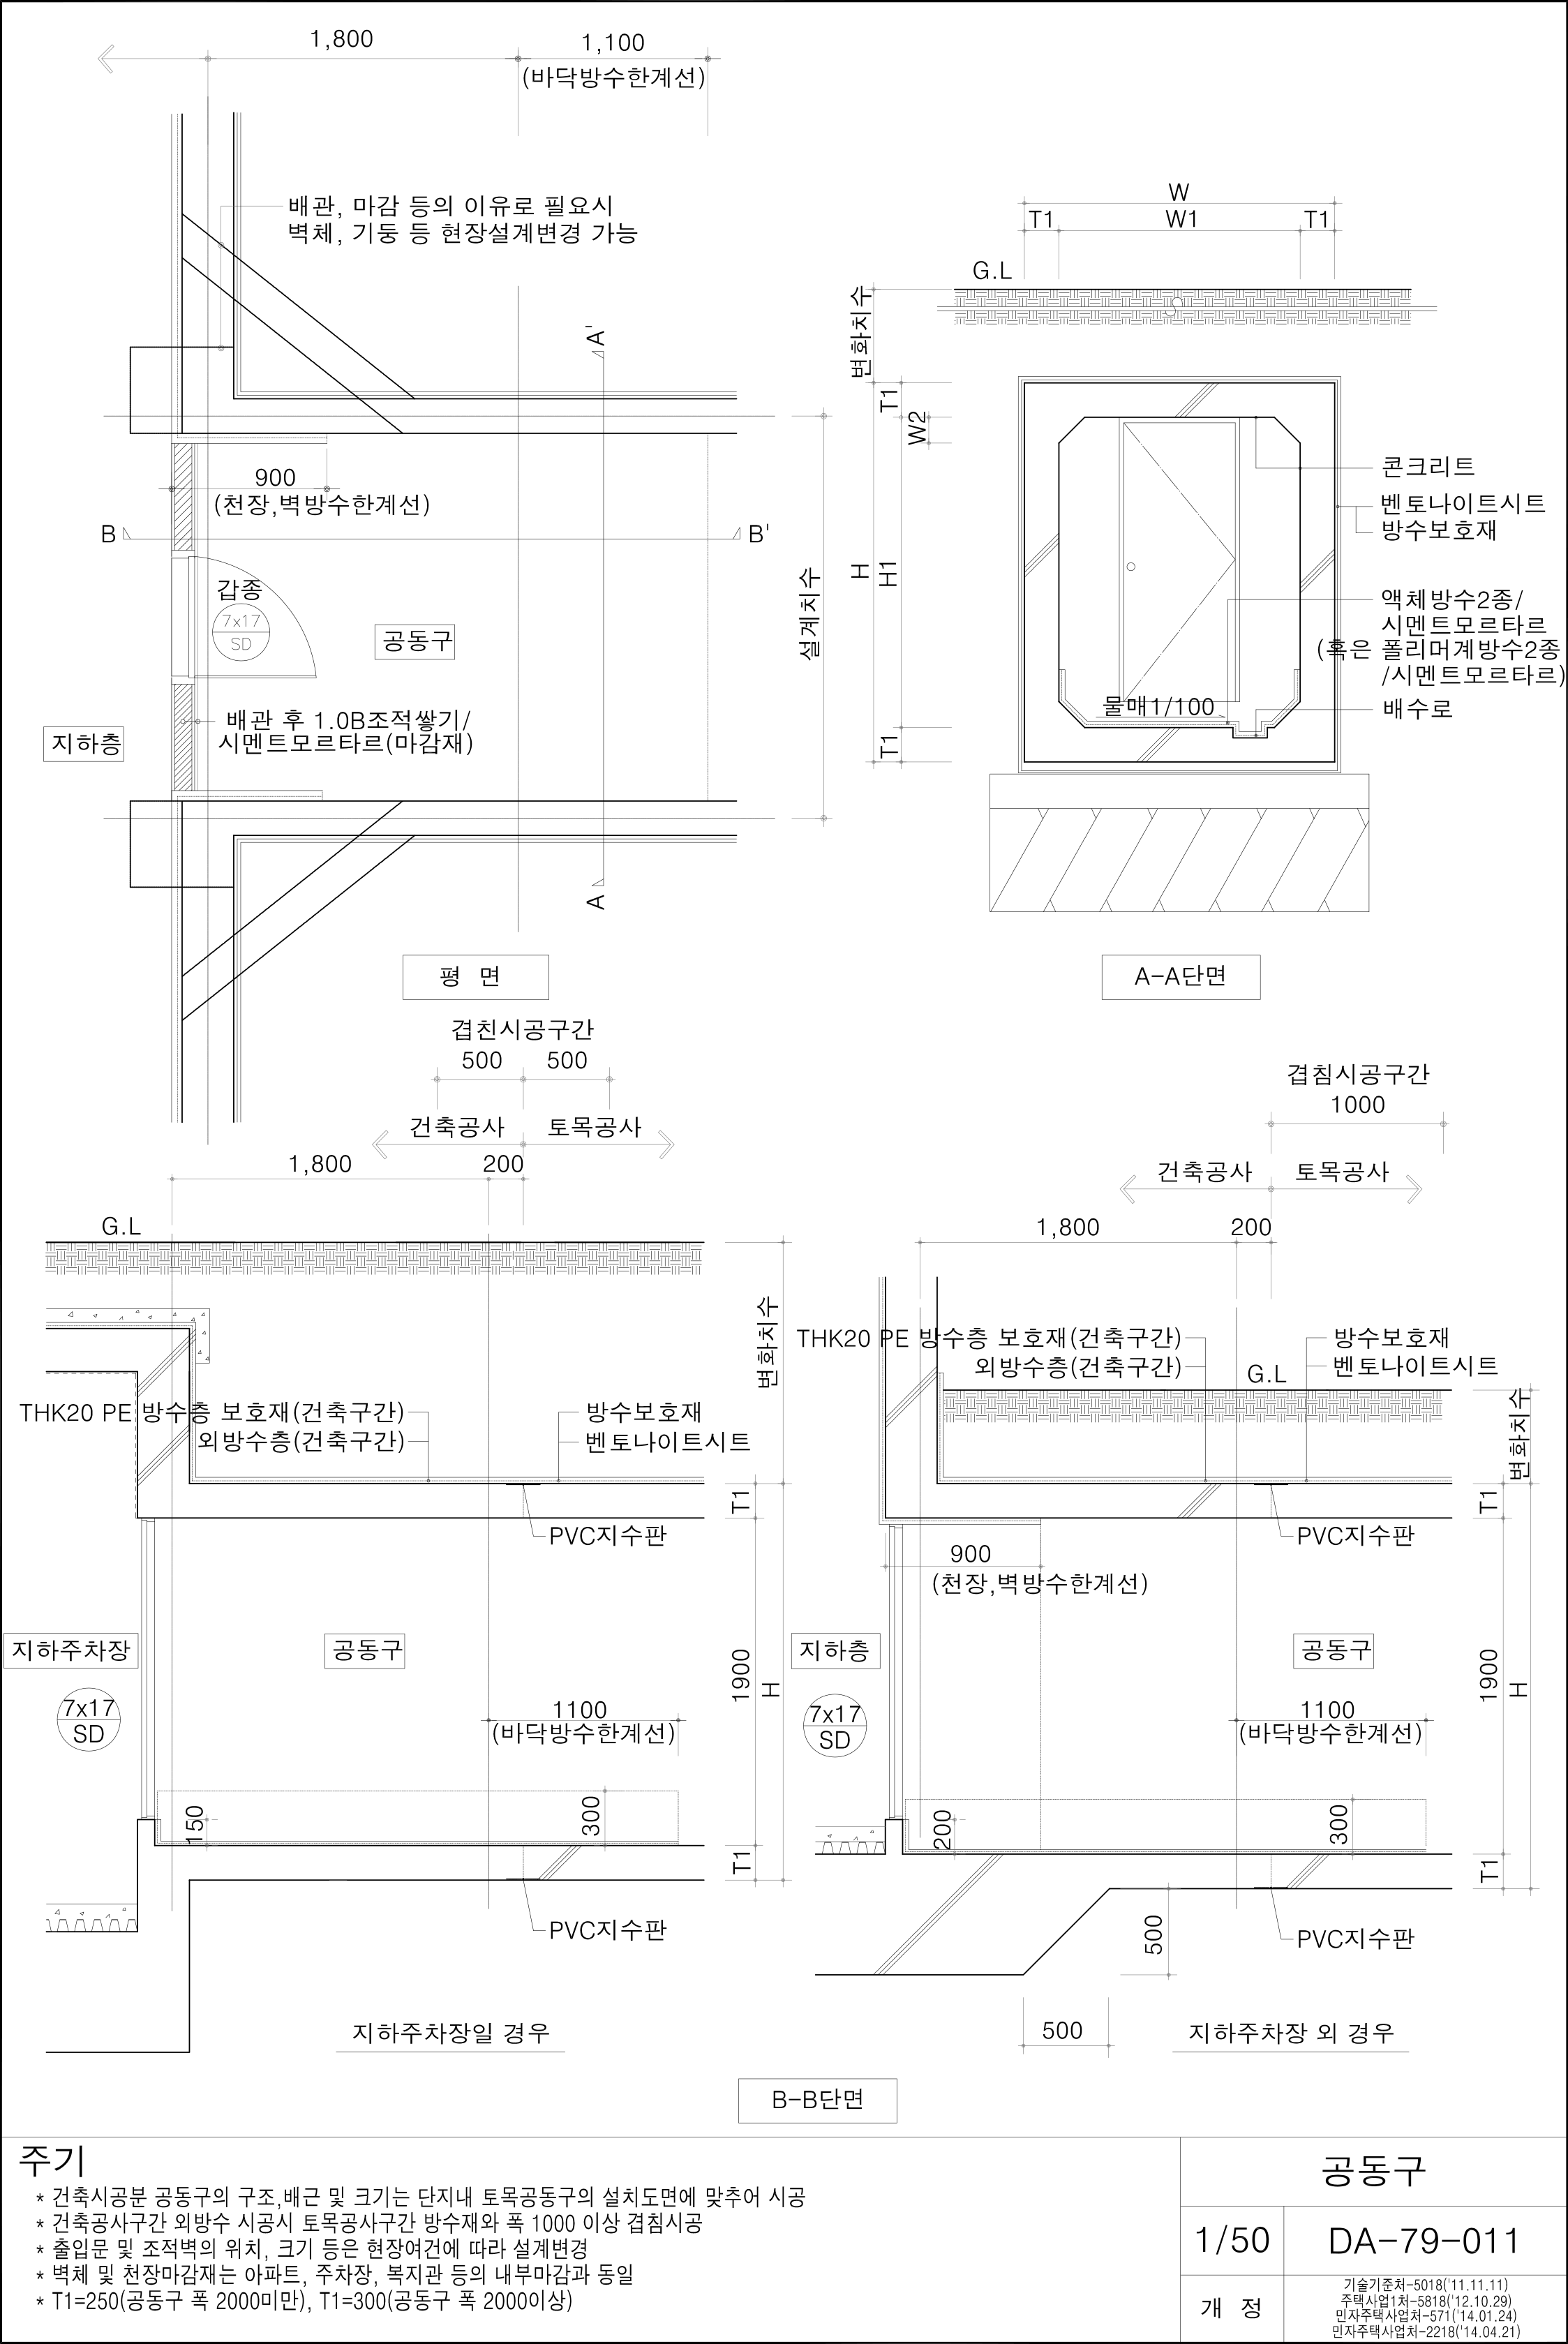 1,800
1,100
(바닥방수한계선)
배관, 마감 등의 이유로 필요시
벽체, 기둥 등 현장설계변경 가능
A'
900
(천장,벽방수한계선)
B
B'
갑종
7x17
SD
공동구
설계치수
배관 후 1.0B조적쌓기/
시멘트모르타르(마감재)
지하층
A
평 면
W
T1
W1
T1
G.L
변화치수
T1
W2
H
H1
T1
콘크리트
벤토나이트시트
방수보호재
액체방수2종/
시멘트모르타르
(혹은 폴리머계방수2종
/시멘트모르타르)
물매1/100
배수로
A-A단면
겹친시공구간
500
500
건축공사
토목공사
1,800
200
G.L
변화치수
THK20 PE 방수층 보호재(건축구간)
외방수층(건축구간)
방수보호재
벤토나이트시트
T1
PVC지수판
지하주차장
공동구
1900
H
7x17
SD
1100
(바닥방수한계선)
150
300
T1
PVC지수판
지하주차장일 경우
겹침시공구간
1000
건축공사
토목공사
1,800
200
THK20 PE 방수층 보호재(건축구간)
외방수층(건축구간)
방수보호재
벤토나이트시트
G.L
변화치수
T1
PVC지수판
900
(천장,벽방수한계선)
지하층
공동구
1900
H
7x17
SD
1100
(바닥방수한계선)
200
300
T1
500
PVC지수판
500
지하주차장 외 경우
B-B단면
주기
* 건축시공분 공동구의 구조,배근 및 크기는 단지내 토목공동구의 설치도면에 맞추어 시공
* 건축공사구간 외방수 시공시 토목공사구간 방수재와 폭 1000 이상 겹침시공
* 출입문 및 조적벽의 위치, 크기 등은 현장여건에 따라 설계변경
* 벽체 및 천장마감재는 아파트, 주차장, 복지관 등의 내부마감과 동일
* T1=250(공동구 폭 2000미만), T1=300(공동구 폭 2000이상)
공동구
1/50
DA-79-011
개 정
기술기준처-5018('11.11.11)
주택사업1처-5818('12.10.29)
민자주택사업처-571('14.01.24)
민자주택사업처-2218('14.04.21)